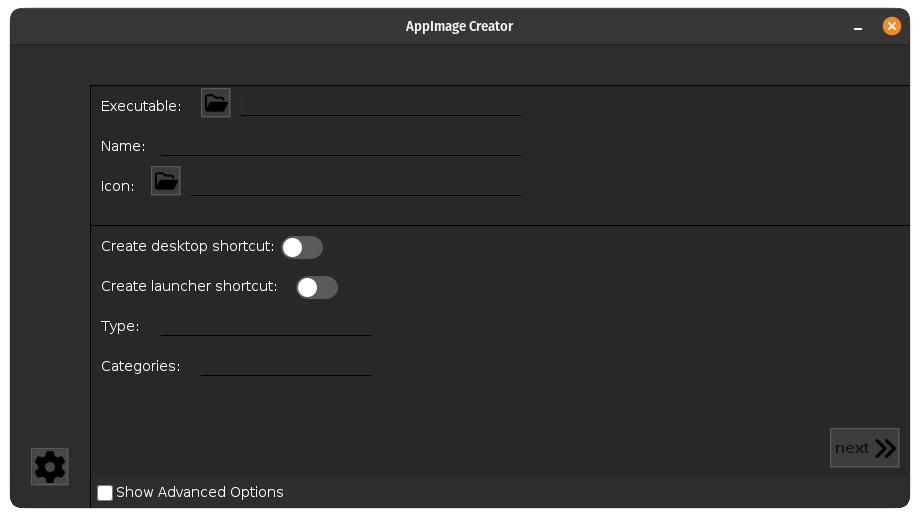 AppImage Creator
Executable:
Name:
Icon:
Create desktop shortcut:
Create launcher shortcut:
Type:
Categories:
next
Show Advanced Options